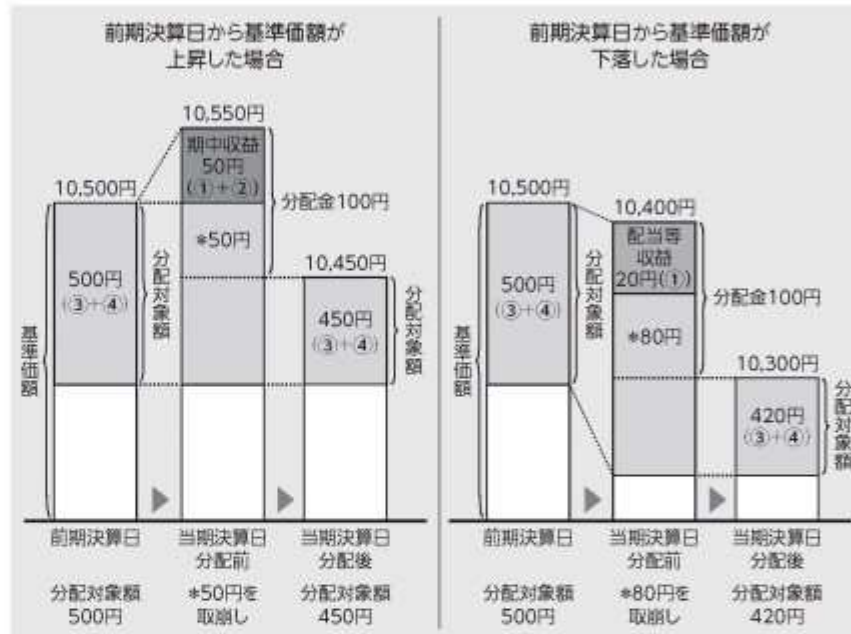 前期決算日から基準価額が
上昇した場合
10,550円
期中収益
50円
(①+②)
10,500円
分配金100円
*50円
10,450円
500円
(③+④)
分配対象額
450円
(③+④)
分配対象額
基準価額
前期決算日
当期決算日
分配前
当期決算日
分配後
分配対象額
500円
*50円を
取崩し
分配対象額
450円
前期決算日から基準価額が
下落した場合
10,500円
10,400円
配当等
収益
20円(①)
500円
(③+④)
分配対象額
分配金100円
*80円
10,300円
420円
(③+④)
分配対象額
基準価額
前期決算日
当期決算日
分配前
当期決算日
分配後
分配対象額
500円
*80円を
取崩し
分配対象額
420円